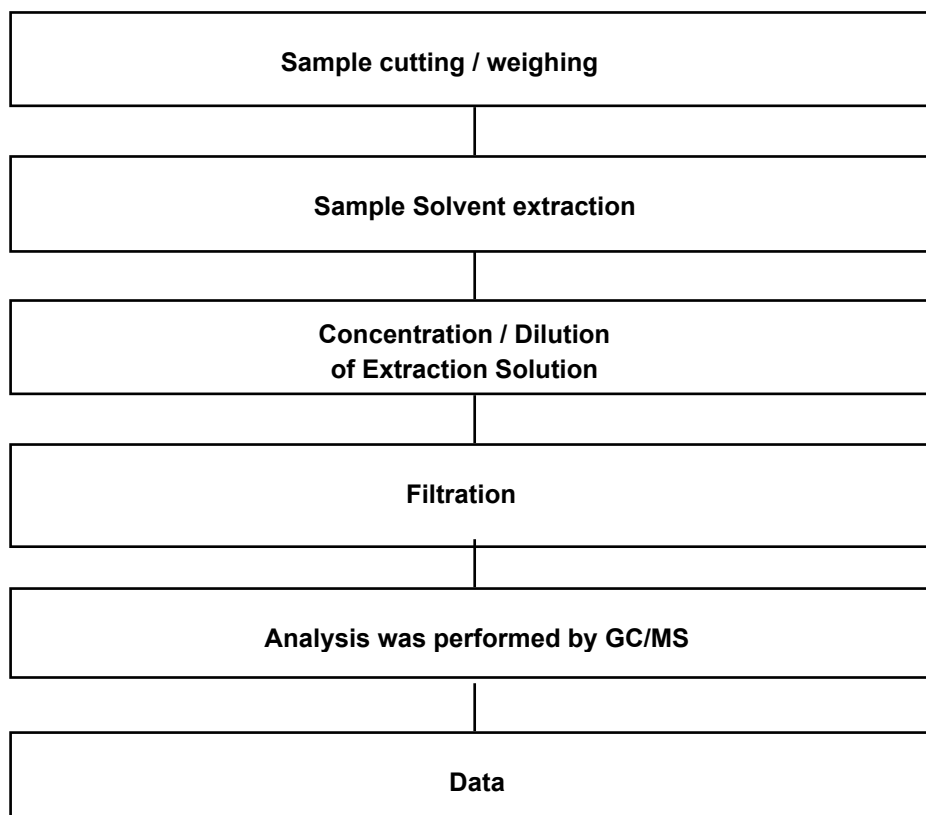 Sample cutting / weighing
Sample Solvent extraction
Concentration / Dilution
of Extraction Solution
Filtration
Analysis was performed by GC/MS
Data